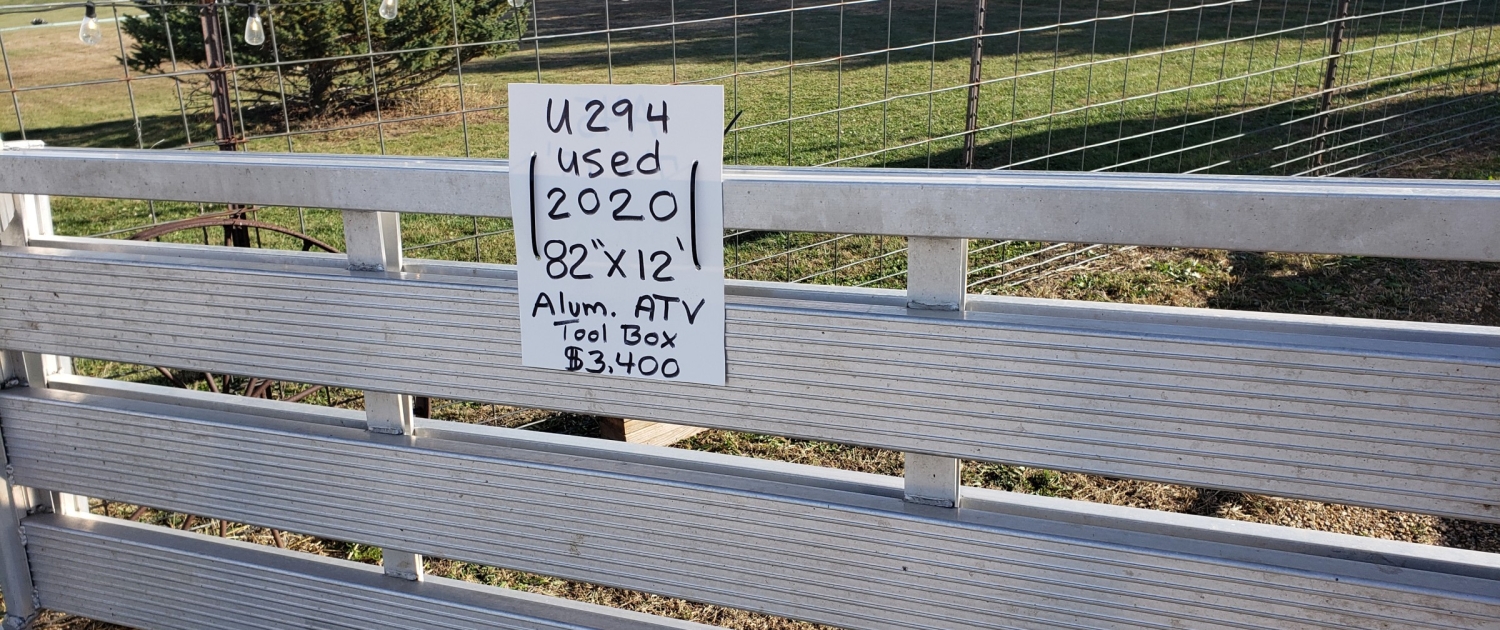 U294
used
2020
82"X12'
Alum. ATV
Tool Box
$3,400